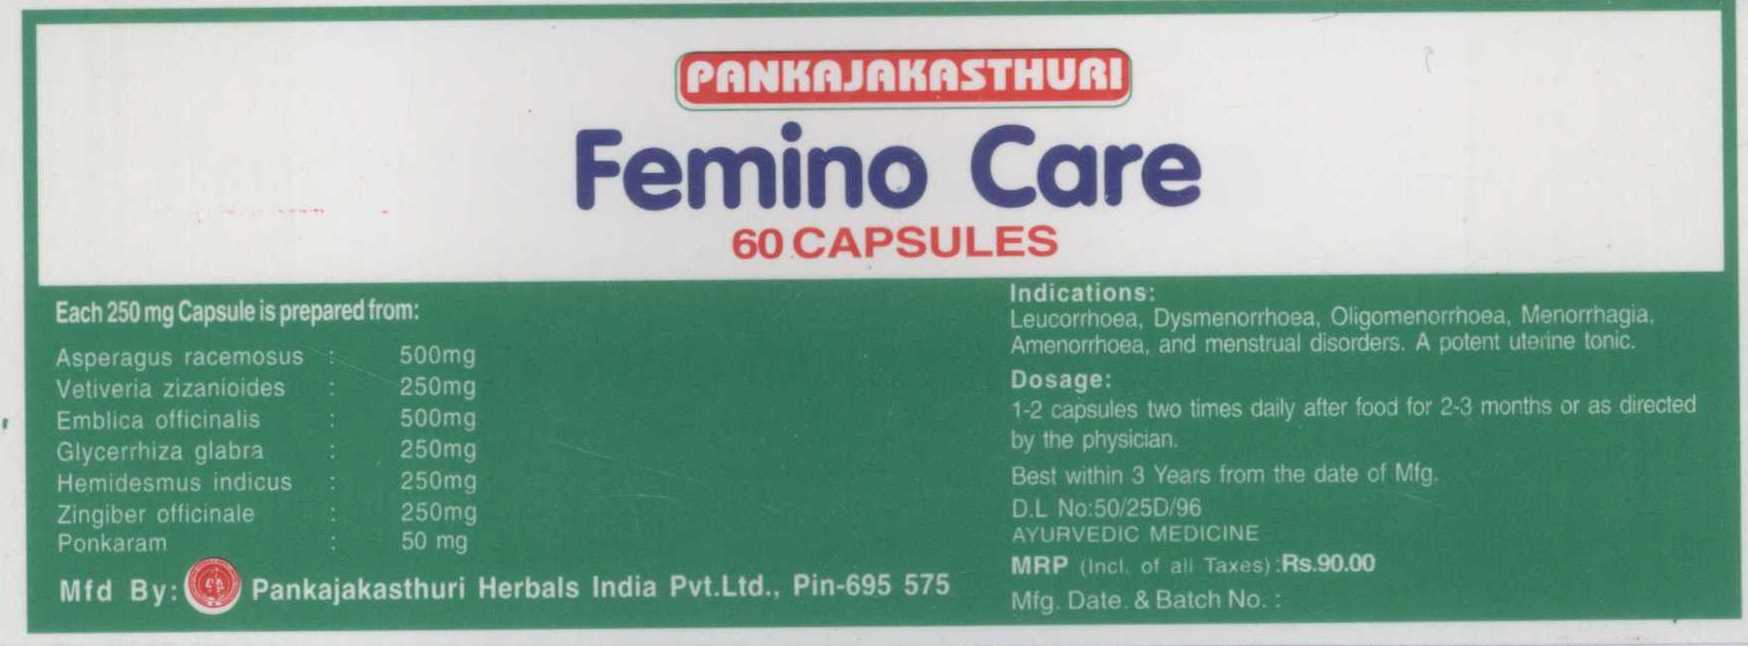 PANKAJAKASTHURI
Femino Care
60 CAPSULES
Each 250 mg Capsule is prepared from:
Asperagus racemosus : 500mg
Vetiveria zizanioides : 250mg
Emblica officinalis : 500mg
Glycerrhiza glabra : 250mg
Hemidesmus indicus : 250mg
Zingiber officinale : 250mg
Ponkaram : 50 mg
Mfd By: Pankajakasthuri Herbals India Pvt.Ltd., Pin-695 575
Indications:
Leucorrhoea, Dysmenorrhoea, Oligomenorrhoea, Menorrhagia,
Amenorrhoea, and menstrual disorders. A potent uterine tonic.
Dosage:
1-2 capsules two times daily after food for 2-3 months or as directed
by the physician.
Best within 3 Years from the date of Mfg.
D.L No:50/25D/96
AYURVEDIC MEDICINE
MRP (Incl. of all Taxes) :Rs.90.00
Mfg. Date. & Batch No. :